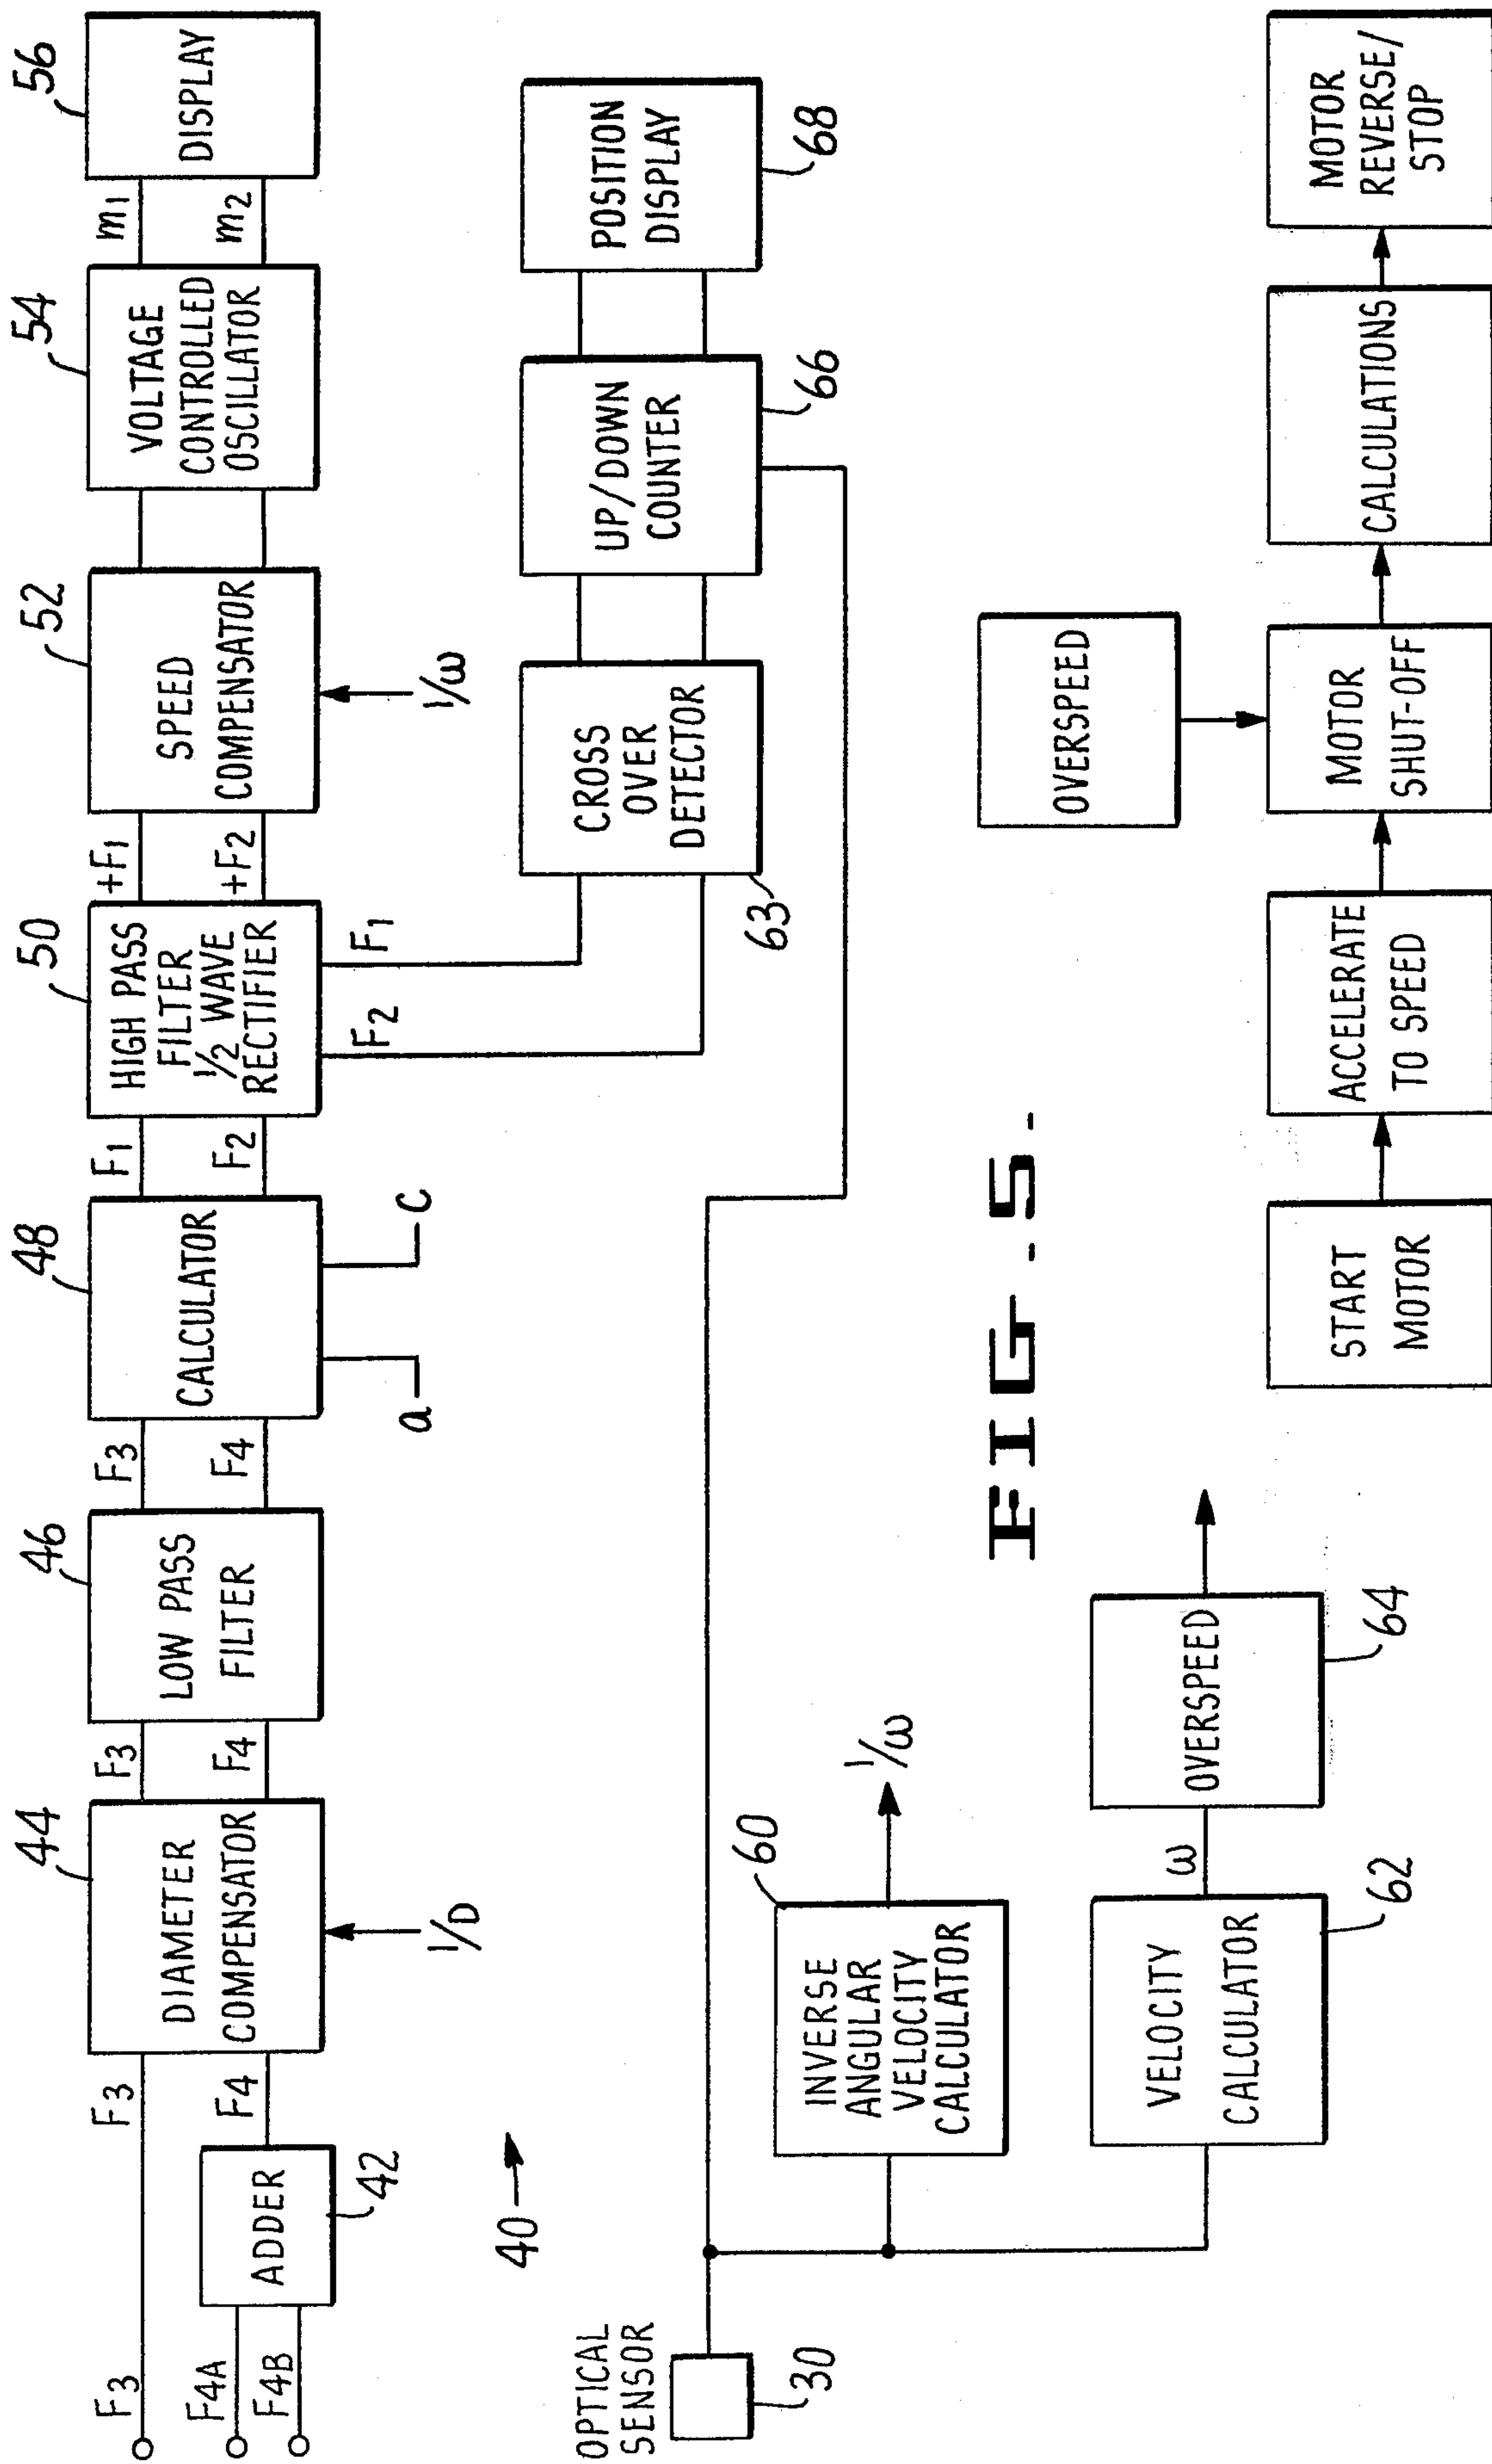 F3
F4A
F4B
ADDER
42
F3
F4
44
DIAMETER
COMPENSATOR
1/D
F3
F4
46
LOW PASS
FILTER
F3
F4
48
CALCULATOR
a
c
F1
F2
50
HIGH PASS
FILTER
1/2 WAVE
RECTIFIER
+F1
+F2
F1
F2
52
SPEED
COMPENSATOR
1/ω
54
VOLTAGE
CONTROLLED
OSCILLATOR
m1
m2
56
DISPLAY
40
CROSS
OVER
DETECTOR
63
UP/DOWN
COUNTER
66
POSITION
DISPLAY
68
OPTICAL
SENSOR
30
60
INVERSE
ANGULAR
VELOCITY
CALCULATOR
1/ω
VELOCITY
CALCULATOR
62
ω
OVERSPEED
64
FIG. 5.
OVERSPEED
START
MOTOR
ACCELERATE
TO SPEED
MOTOR
SHUT-OFF
CALCULATIONS
MOTOR
REVERSE/
STOP